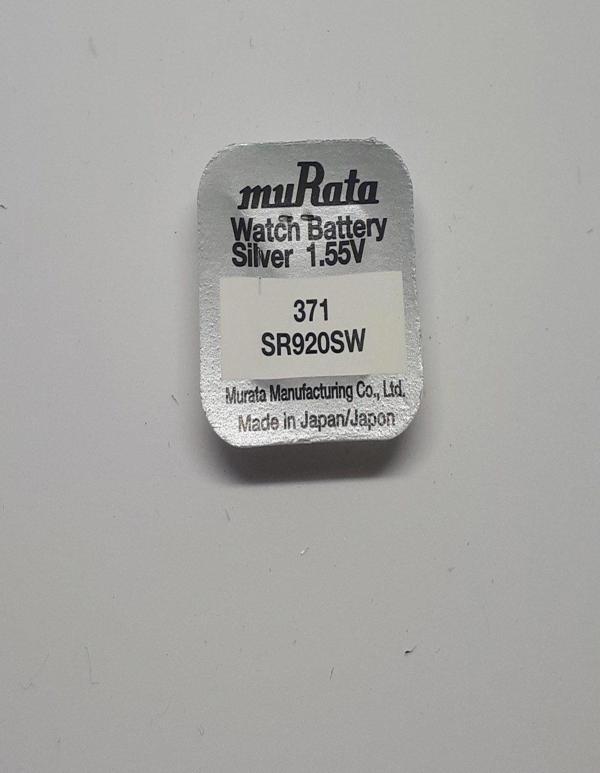 muRata
Watch Battery
Silver 1.55V
371
SR920SW
Murata Manufacturing Co., Ltd.
Made in Japan/Japon